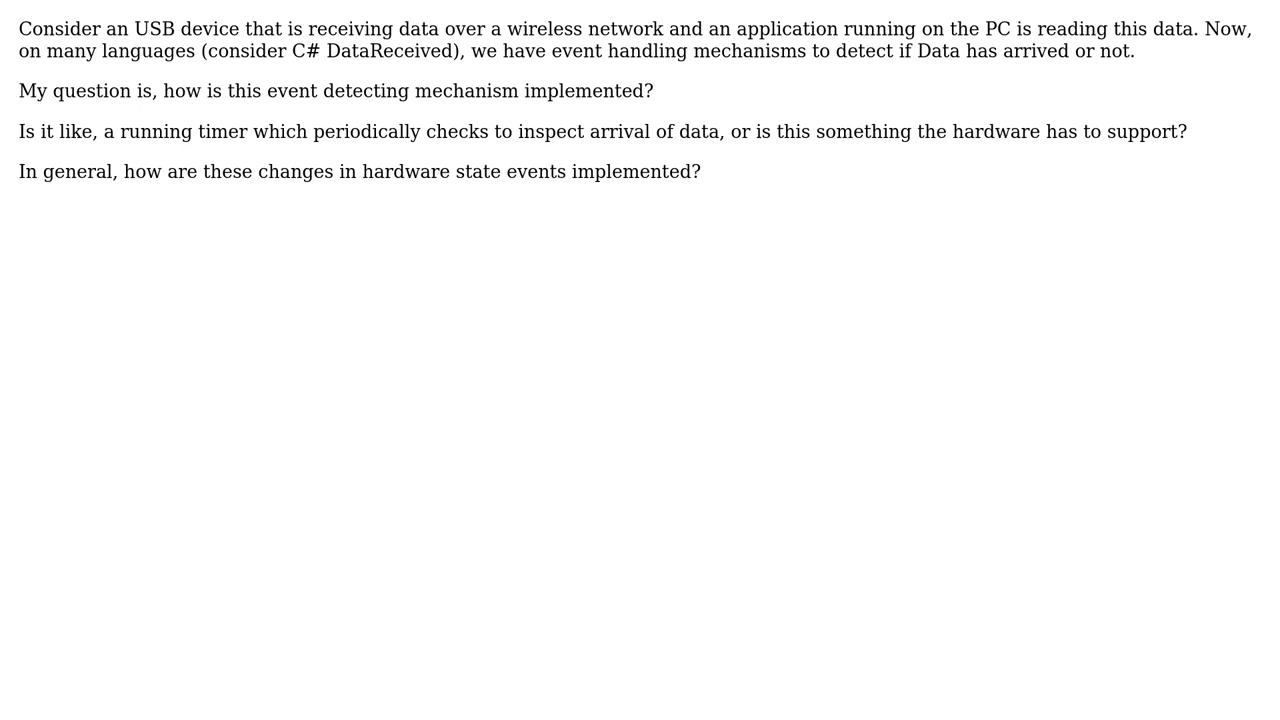 Consider an USB device that is receiving data over a wireless network and an application running on the PC is reading this data. Now,
on many languages (consider C# DataReceived), we have event handling mechanisms to detect if Data has arrived or not.
My question is, how is this event detecting mechanism implemented?
Is it like, a running timer which periodically checks to inspect arrival of data, or is this something the hardware has to support?
In general, how are these changes in hardware state events implemented?